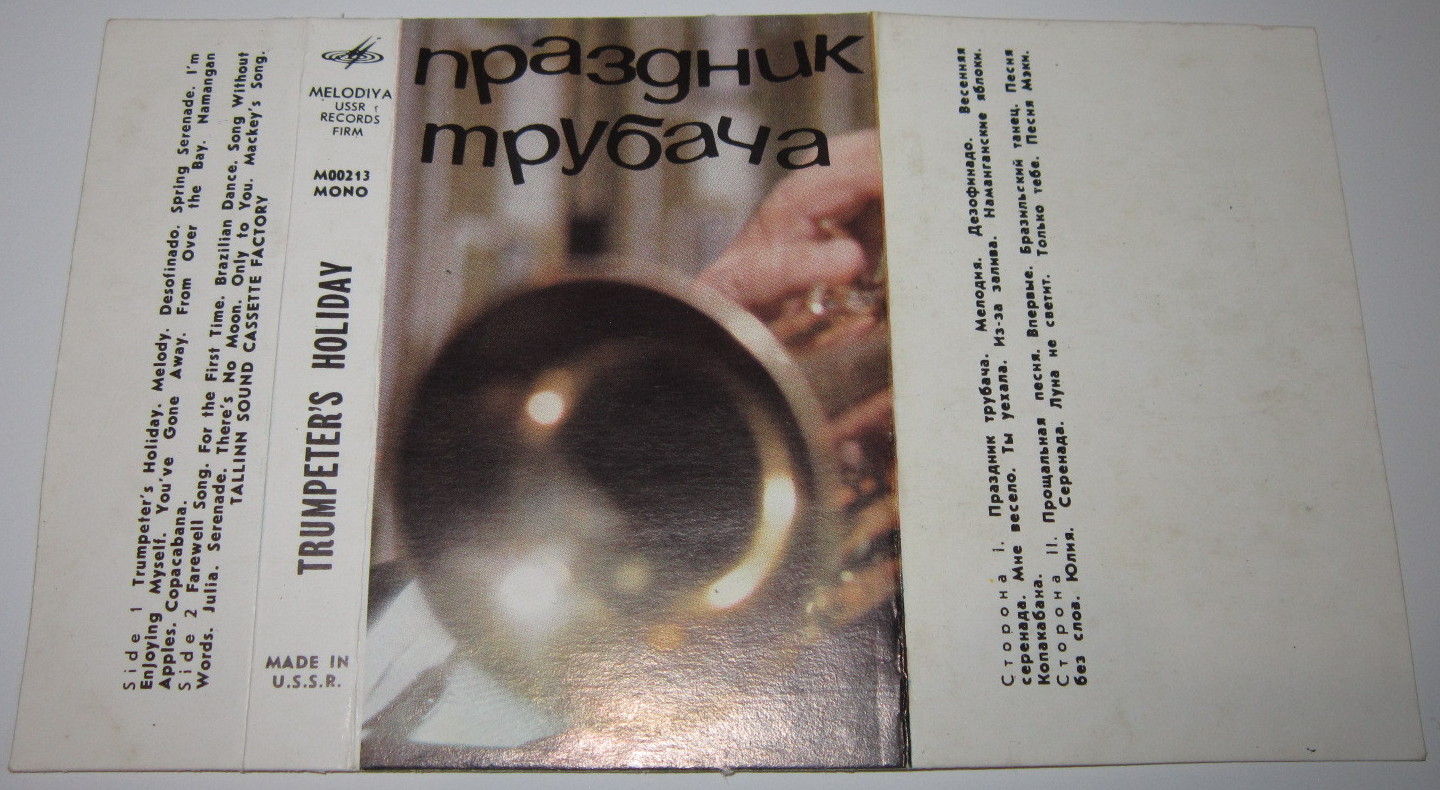 Side 1 Trumpeter's Holiday. Melody. Desofinado. Spring Serenade. I'm
Enjoying Myself. You've Gone Away. From Over the Bay. Namangan
Apples. Copacabana.
Side 2 Farewell Song. For the First Time. Brazilian Dance. Song Without
Words. Julia. Serenade. There's No Moon. Only to You. Mackey's Song.
TALLINN SOUND CASSETTE FACTORY
MELODIYA
USSR
RECORDS
FIRM
M00213
MONO
TRUMPETER'S HOLIDAY
MADE IN
U.S.S.R.
праздник
трубача
Сторона I. Праздник трубача. Мелодия. Дезофинадо. Весенняя
серенада. Мне весело. Ты уехала. Из-за залива. Наманганские яблоки.
Копакабана.
Сторона II. Прощальная песня. Впервые. Бразильский танец. Песня
без слов. Юлия. Серенада. Луна не светит. Только тебе. Песня Мэки.